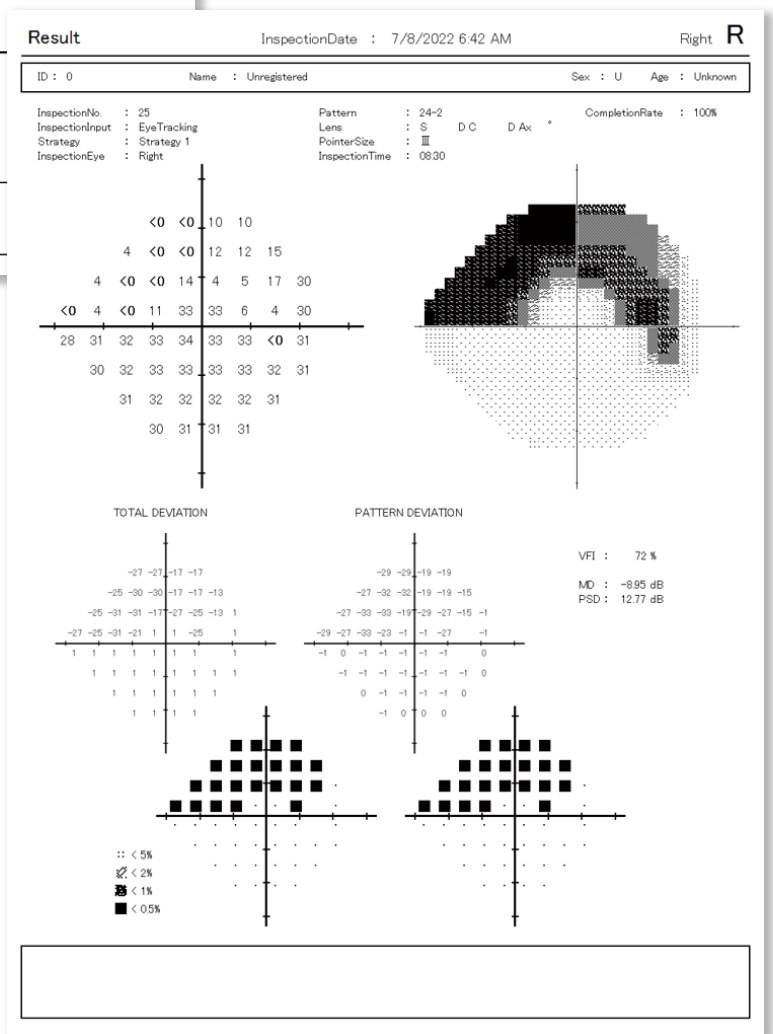 Result InspectionDate : 7/8/2022 6:42 AM Right R
ID : 0 Name : Unregistered Sex : U Age : Unknown
InspectionNo. : 25 Pattern : 24-2 CompletionRate : 100%
InspectionInput : EyeTracking Lens : S D C D Ax °
Strategy : Strategy 1 PointerSize : Ⅲ
InspectionEye : Right InspectionTime : 08:30
<0 <0 10 10
4 <0 <0 12 12 15
4 <0 <0 14 4 5 17 30
<0 4 <0 11 33 33 6 4 30
28 31 32 33 34 33 33 <0 31
30 32 33 33 33 33 32 31
31 32 32 32 32 31
30 31 31 31
TOTAL DEVIATION PATTERN DEVIATION
VFI : 72 %
MD : -8.95 dB
PSD : 12.77 dB
-27 -27 -17 -17
-25 -30 -30 -17 -17 -13
-25 -31 -31 -17 -27 -25 -13 1
-27 -25 -31 -21 1 1 -25 1
1 1 1 1 1 1 1 1
1 1 1 1 1 1 1 1
1 1 1 1 1 1
1 1 1 1
-29 -29 -19 -19
-27 -32 -32 -19 -19 -15
-27 -33 -33 -19 -29 -27 -15 -1
-29 -27 -33 -23 -1 -1 -27 -1
-1 0 -1 -1 -1 -1 -1 0
-1 -1 -1 -1 -1 -1 -1 0
0 -1 -1 -1 -1 0
-1 0 0 0
< 5%
< 2%
< 1%
< 0.5%